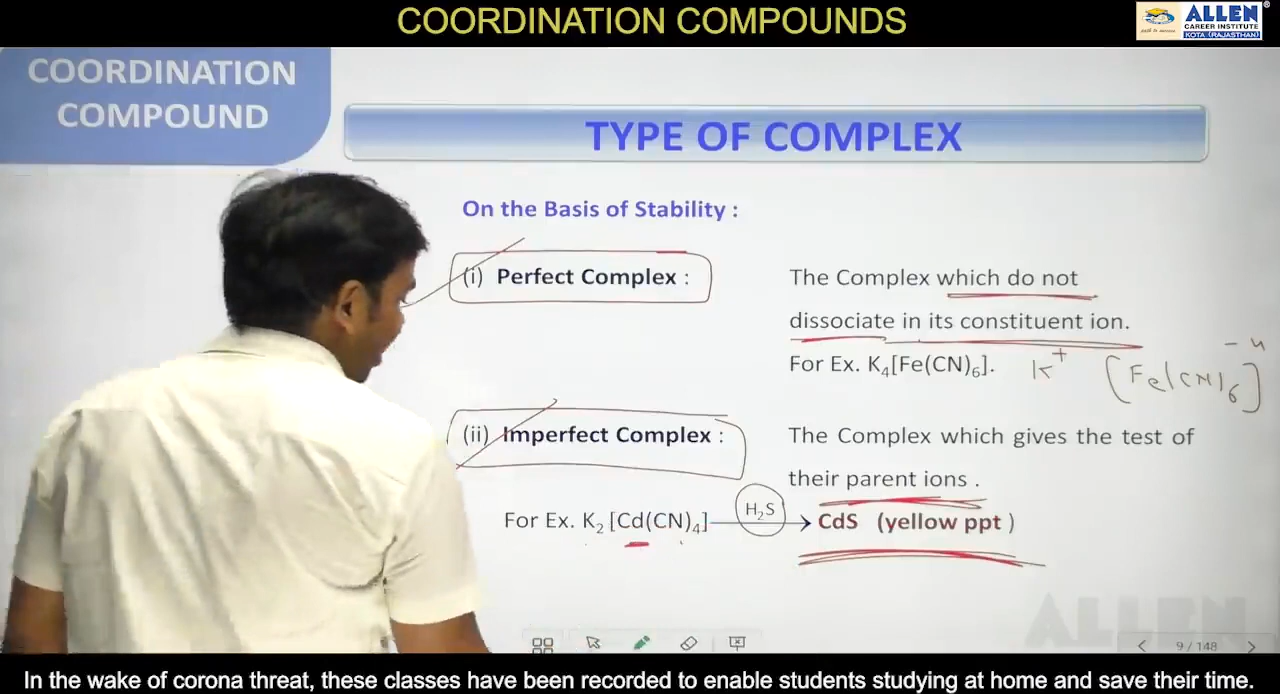 COORDINATION COMPOUNDS
ALLEN®
CAREER INSTITUTE
KOTA (RAJASTHAN)
COORDINATION
COMPOUND
TYPE OF COMPLEX
On the Basis of Stability :
(i) Perfect Complex :
The Complex which do not
dissociate in its constituent ion.
For Ex. K₄[Fe(CN)₆]. K⁺ [Fe(CN)₆]⁻⁴
(ii) Imperfect Complex :
The Complex which gives the test of
their parent ions .
For Ex. K₂ [Cd(CN)₄] H₂S → CdS (yellow ppt )
ALLEN
9 / 148
In the wake of corona threat, these classes have been recorded to enable students studying at home and save their time.